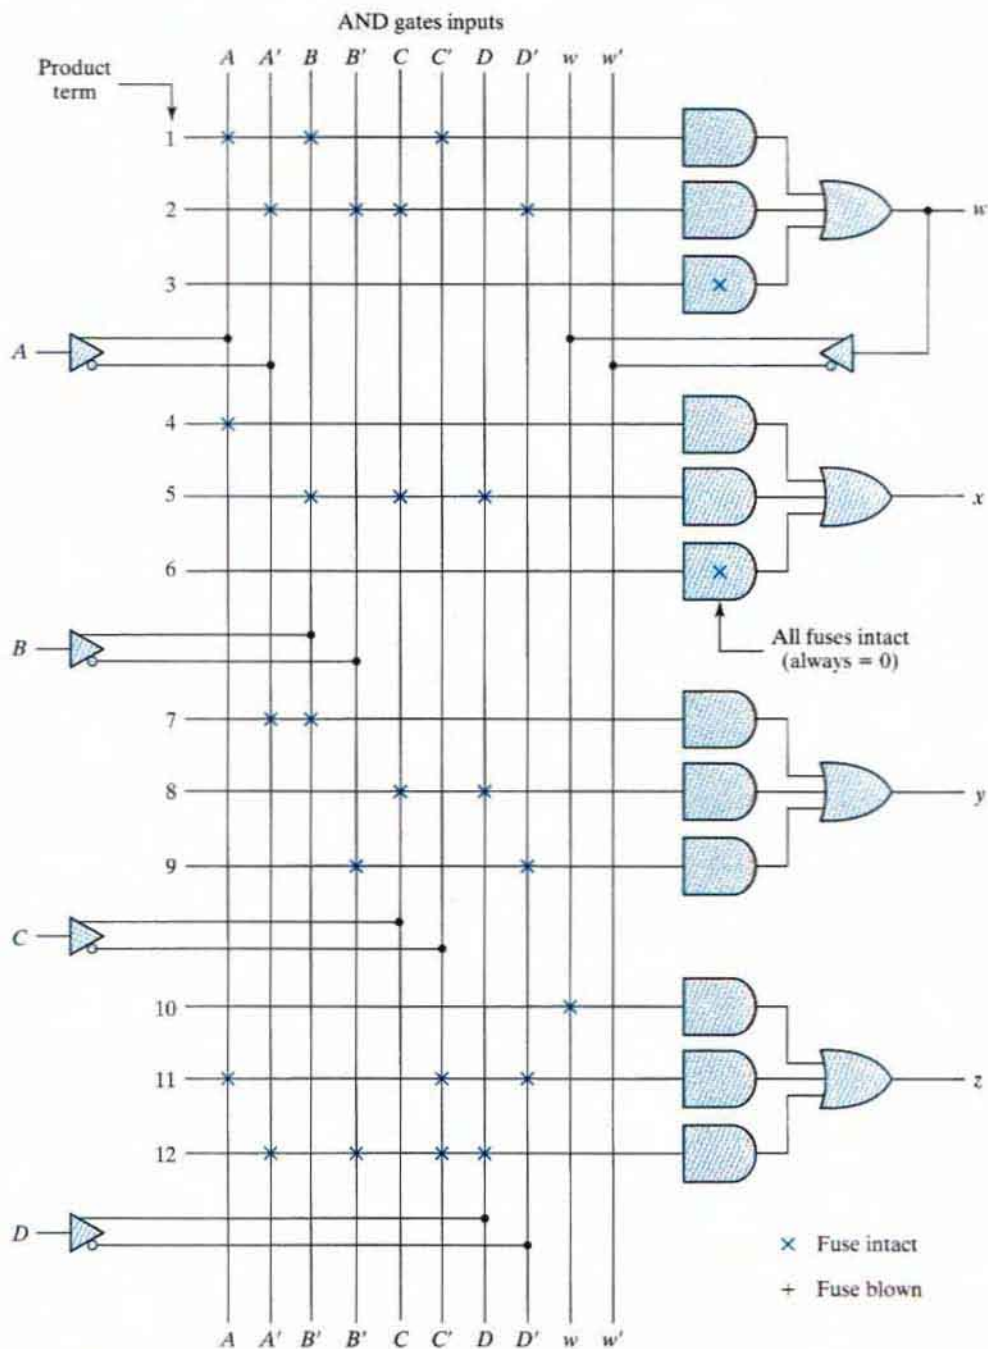 AND gates inputs
A A' B B' C C' D D' w w'
Product
term
1
2
w
3
A
4
5
x
6
All fuses intact
(always = 0)
B
7
8
y
9
C
10
11
z
12
D
× Fuse intact
+ Fuse blown
A A' B' B' C C' D D' w w'